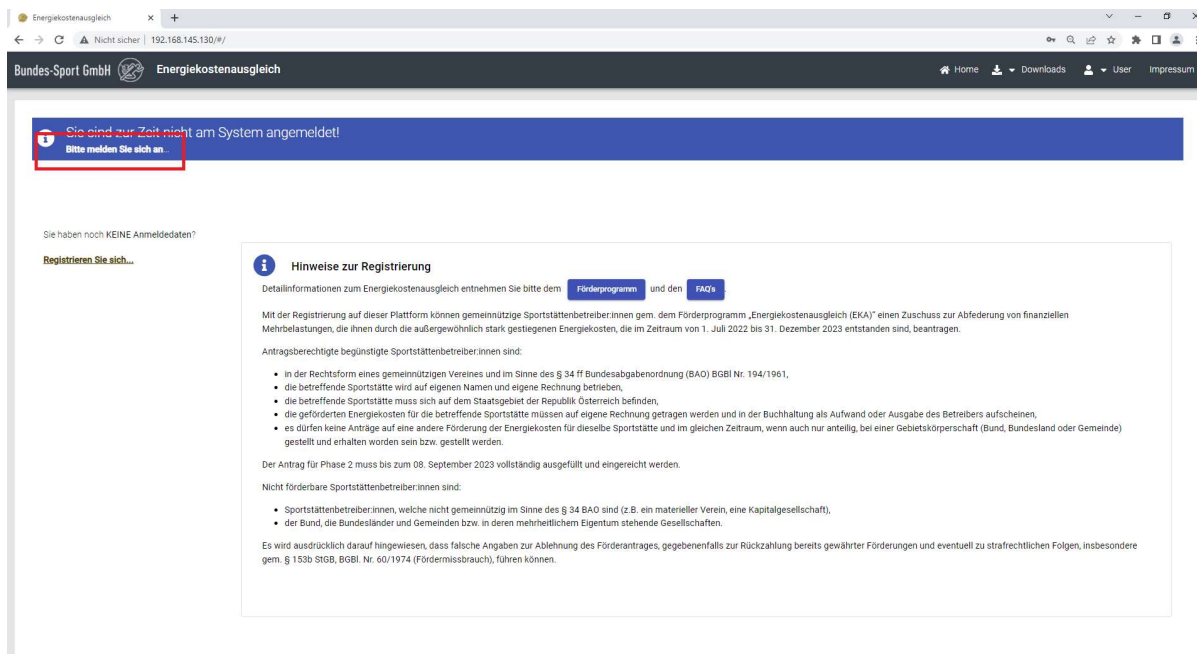 Energiekostenausgleich
Nicht sicher | 192.168.145.130/#/
Bundes-Sport GmbH Energiekostenausgleich Home Downloads User Impressum
Sie sind zur Zeit nicht am System angemeldet!
Bitte melden Sie sich an...
Sie haben noch KEINE Anmeldedaten?
Registrieren Sie sich...
Hinweise zur Registrierung
Detailinformationen zum Energiekostenausgleich entnehmen Sie bitte dem Förderprogramm und den FAQ's.
Mit der Registrierung auf dieser Plattform können gemeinnützige Sportstättenbetreiber:innen gem. dem Förderprogramm „Energiekostenausgleich (EKA)" einen Zuschuss zur Abfederung von finanziellen
Mehrbelastungen, die ihnen durch die außergewöhnlich stark gestiegenen Energiekosten, die im Zeitraum von 1. Juli 2022 bis 31. Dezember 2023 entstanden sind, beantragen.
Antragsberechtigte begünstigte Sportstättenbetreiber:innen sind:
• in der Rechtsform eines gemeinnützigen Vereines und im Sinne des § 34 ff Bundesabgabenordnung (BAO) BGBl Nr. 194/1961,
• die betreffende Sportstätte wird auf eigenen Namen und eigene Rechnung betrieben,
• die betreffende Sportstätte muss sich auf dem Staatsgebiet der Republik Österreich befinden,
• die geförderten Energiekosten für die betreffende Sportstätte müssen auf eigene Rechnung getragen werden und in der Buchhaltung als Aufwand oder Ausgabe des Betreibers aufscheinen,
• es dürfen keine Anträge auf eine andere Förderung der Energiekosten für dieselbe Sportstätte und im gleichen Zeitraum, wenn auch nur anteilig, bei einer Gebietskörperschaft (Bund, Bundesland oder Gemeinde)
gestellt und erhalten worden sein bzw. gestellt werden.
Der Antrag für Phase 2 muss bis zum 08. September 2023 vollständig ausgefüllt und eingereicht werden.
Nicht förderbare Sportstättenbetreiber:innen sind:
• Sportstättenbetreiber:innen, welche nicht gemeinnützig im Sinne des § 34 BAO sind (z.B. ein materieller Verein, eine Kapitalgesellschaft),
• der Bund, die Bundesländer und Gemeinden bzw. in deren mehrheitlichem Eigentum stehende Gesellschaften.
Es wird ausdrücklich darauf hingewiesen, dass falsche Angaben zur Ablehnung des Förderantrages, gegebenenfalls zur Rückzahlung bereits gewährter Förderungen und eventuell zu strafrechtlichen Folgen, insbesondere
gem. § 153b StGB, BGBl. Nr. 60/1974 (Fördermissbrauch), führen können.